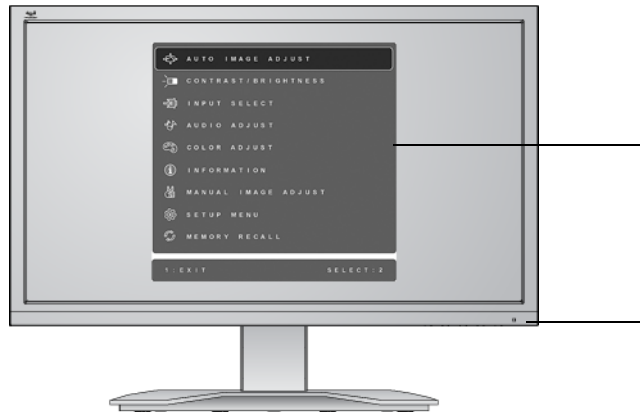 AUTO IMAGE ADJUST
CONTRAST/BRIGHTNESS
INPUT SELECT
AUDIO ADJUST
COLOR ADJUST
INFORMATION
MANUAL IMAGE ADJUST
SETUP MENU
MEMORY RECALL
1:EXIT SELECT:2